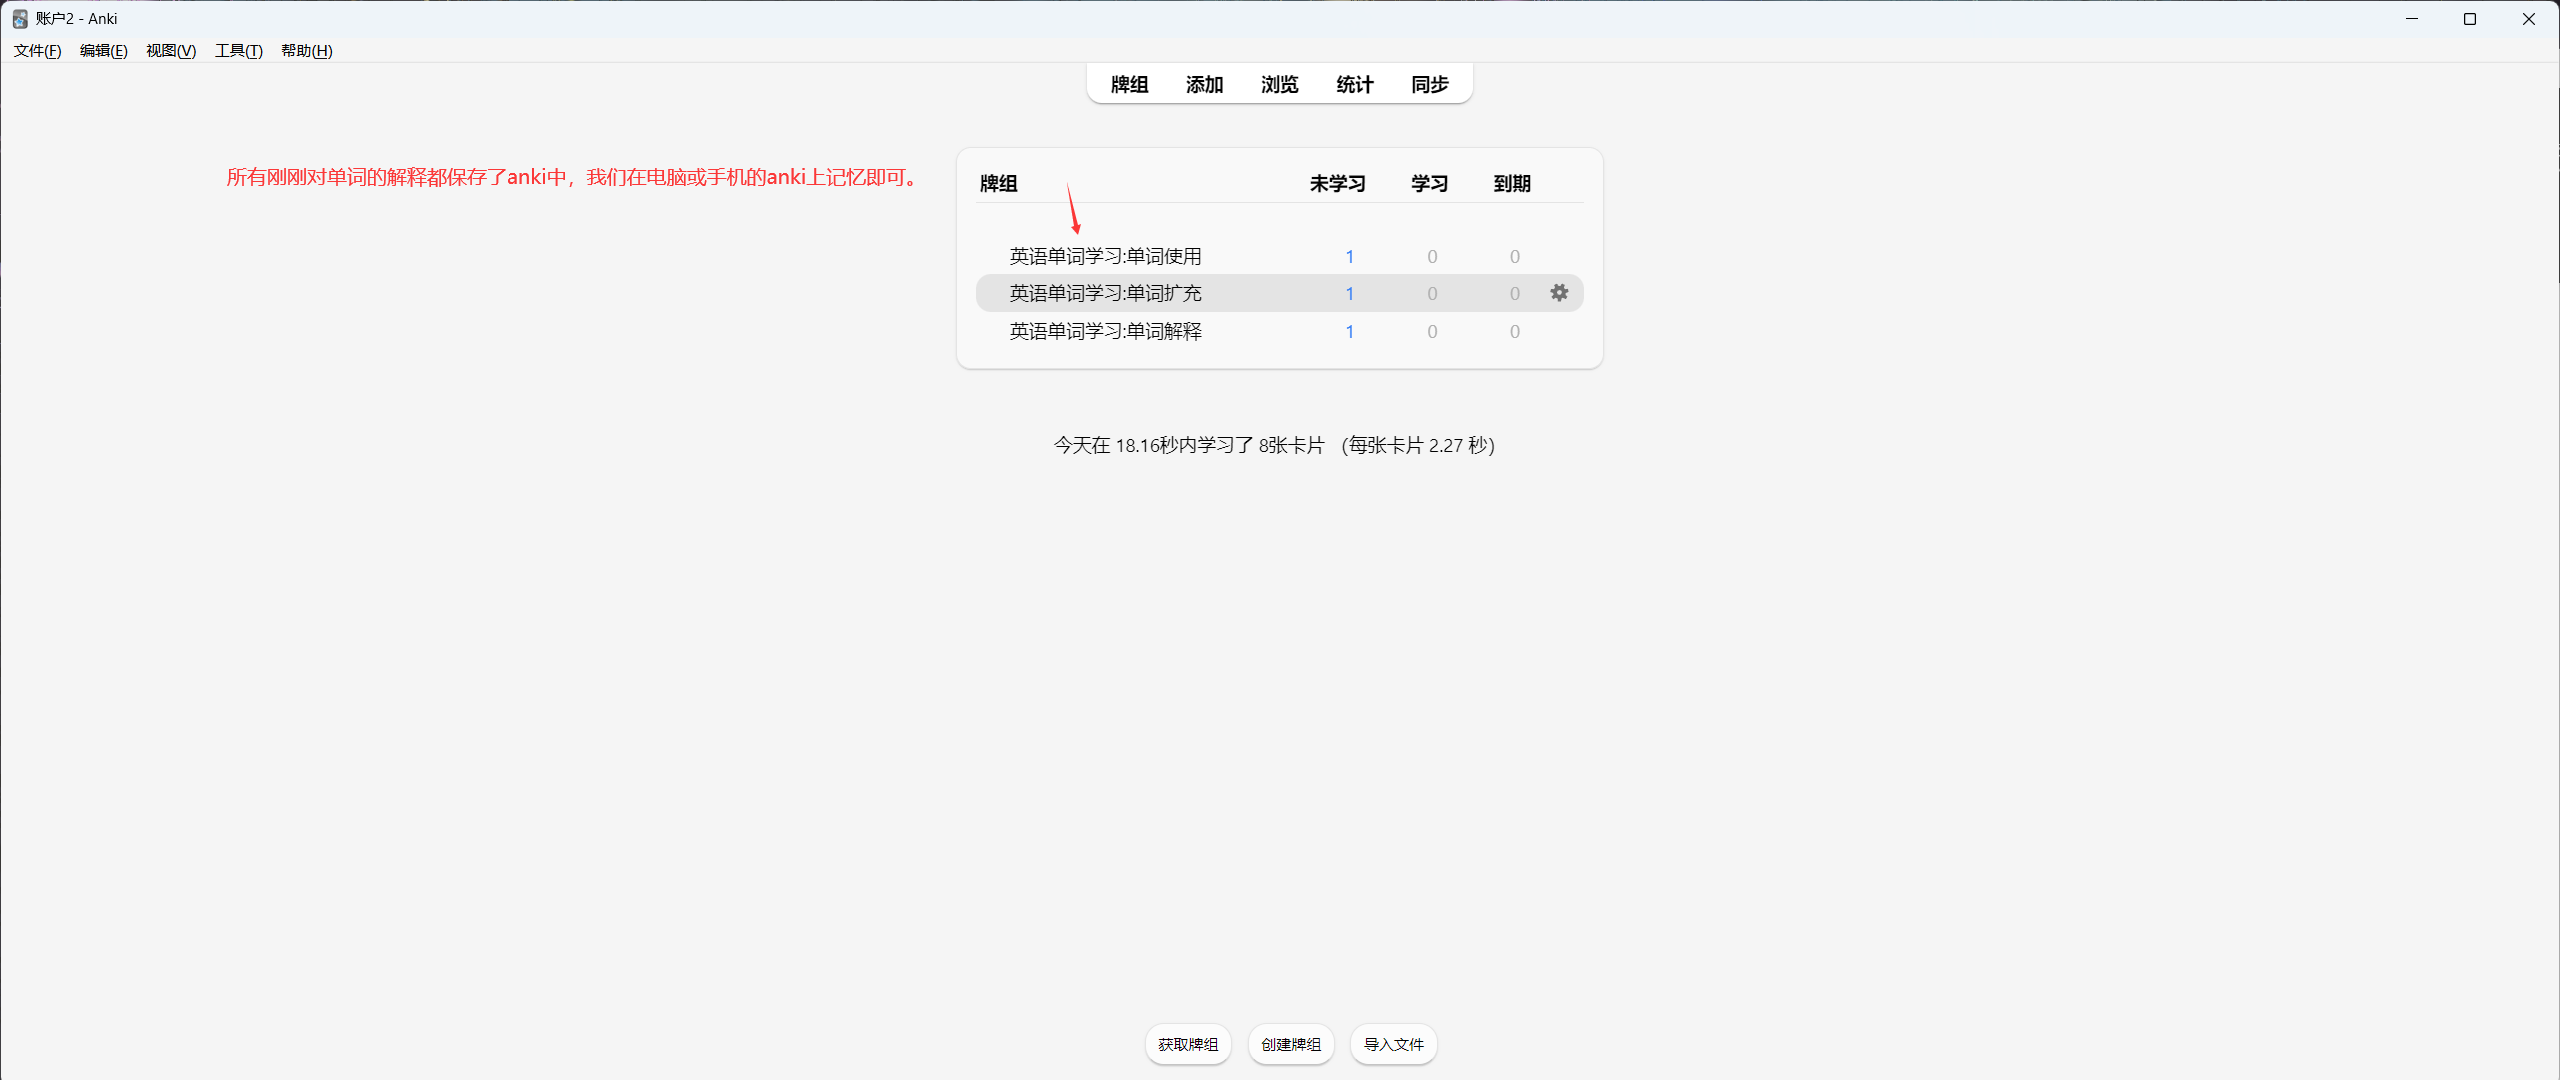 账户2 - Anki
文件(F) 编辑(E) 视图(V) 工具(T) 帮助(H)
牌组 添加 浏览 统计 同步
所有刚刚对单词的解释都保存了anki中，我们在电脑或手机的anki上记忆即可。
牌组 未学习 学习 到期
英语单词学习:单词使用 1 0 0
英语单词学习:单词扩充 1 0 0
英语单词学习:单词解释 1 0 0
今天在 18.16秒内学习了 8张卡片 （每张卡片 2.27 秒）
获取牌组 创建牌组 导入文件